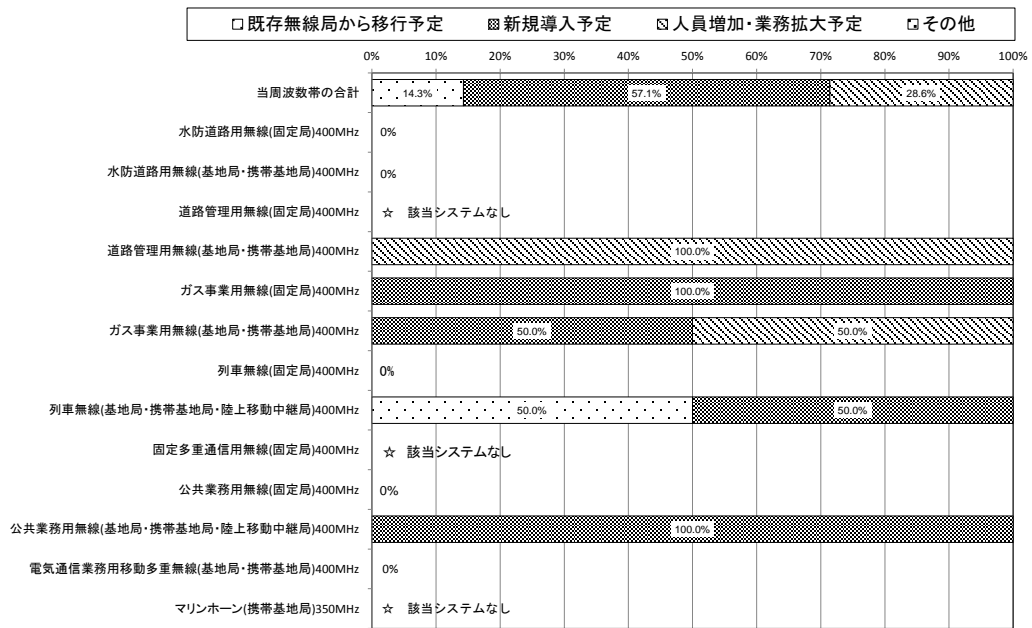 既存無線局から移行予定 新規導入予定 人員増加・業務拡大予定 その他
0% 10% 20% 30% 40% 50% 60% 70% 80% 90% 100%
当周波数帯の合計 14.3% 57.1% 28.6%
水防道路用無線(固定局)400MHz 0%
水防道路用無線(基地局・携帯基地局)400MHz 0%
道路管理用無線(固定局)400MHz ☆ 該当システムなし
道路管理用無線(基地局・携帯基地局)400MHz 100.0%
ガス事業用無線(固定局)400MHz 100.0%
ガス事業用無線(基地局・携帯基地局)400MHz 50.0% 50.0%
列車無線(固定局)400MHz 0%
列車無線(基地局・携帯基地局・陸上移動中継局)400MHz 50.0% 50.0%
固定多重通信用無線(固定局)400MHz ☆ 該当システムなし
公共業務用無線(固定局)400MHz 0%
公共業務用無線(基地局・携帯基地局・陸上移動中継局)400MHz 100.0%
電気通信業務用移動多重無線(基地局・携帯基地局)400MHz 0%
マリンホーン(携帯基地局)350MHz ☆ 該当システムなし